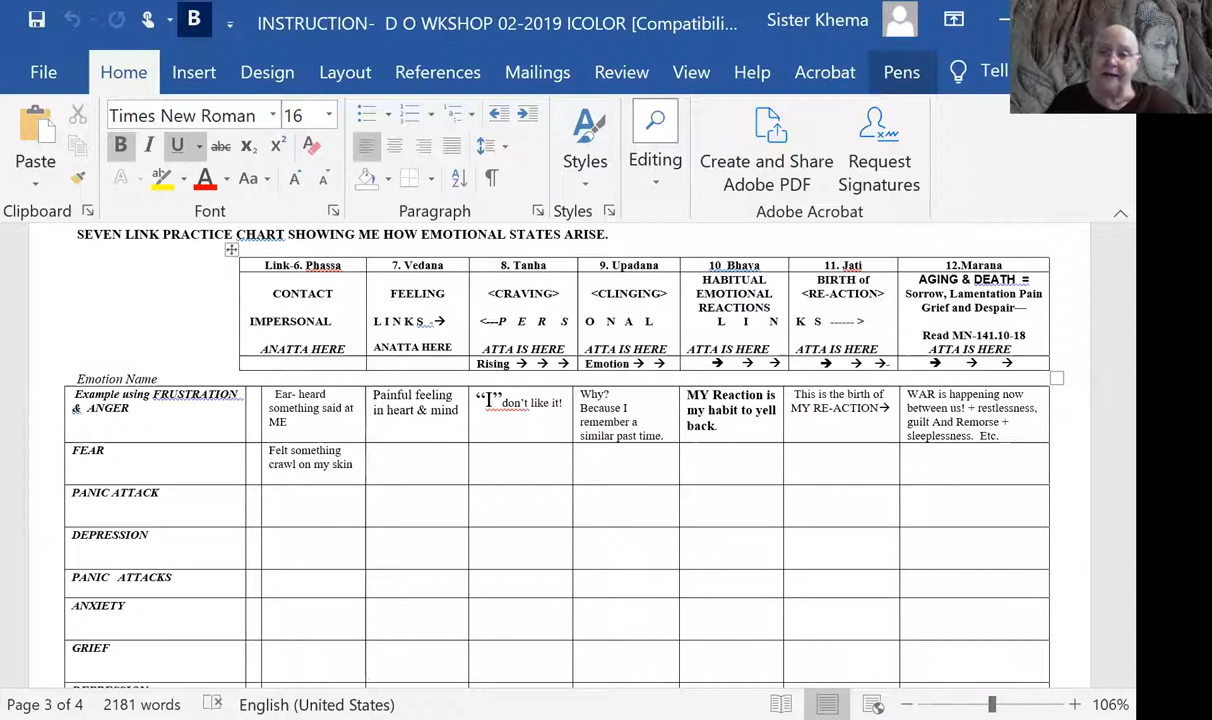 INSTRUCTION- D O WKSHOP 02-2019 ICOLOR [Compatibili...
Sister Khema
File Home Insert Design Layout References Mailings Review View Help Acrobat Pens Tell
Times New Roman 16
Paste
B I U abc x₂ x²
Aa
Styles
Editing
Create and Share Adobe PDF
Request Signatures
Clipboard Font Paragraph Styles Adobe Acrobat
SEVEN LINK PRACTICE CHART SHOWING ME HOW EMOTIONAL STATES ARISE.
Link-6. Phassa 7. Vedana 8. Tanha 9. Upadana 10 Bhava 11. Jati 12.Marana
CONTACT
IMPERSONAL
ANATTA HERE
FEELING
L I N K S -→
ANATTA HERE
<CRAVING>
<---P E R S
ATTA IS HERE
Rising → → →
<CLINGING>
O N A L
ATTA IS HERE
Emotion → →
HABITUAL
EMOTIONAL
REACTIONS
L I N
ATTA IS HERE
→ → →
BIRTH of
<RE-ACTION>
K S ------ >
ATTA IS HERE
→ → →-
AGING & DEATH =
Sorrow, Lamentation Pain
Grief and Despair—
Read MN-141.10-18
ATTA IS HERE
→ → →
Emotion Name
Example using FRUSTRATION
& ANGER
Ear- heard
something said at
ME
Painful feeling
in heart & mind
“I”don’t like it!
Why?
Because I
remember a
similar past time.
MY Reaction is
my habit to yell
back.
This is the birth of
MY RE-ACTION→
WAR is happening now
between us! + restlessness,
guilt And Remorse +
sleeplessness. Etc.
FEAR
Felt something
crawl on my skin
PANIC ATTACK
DEPRESSION
PANIC ATTACKS
ANXIETY
GRIEF
Page 3 of 4 2181 words English (United States) 106%